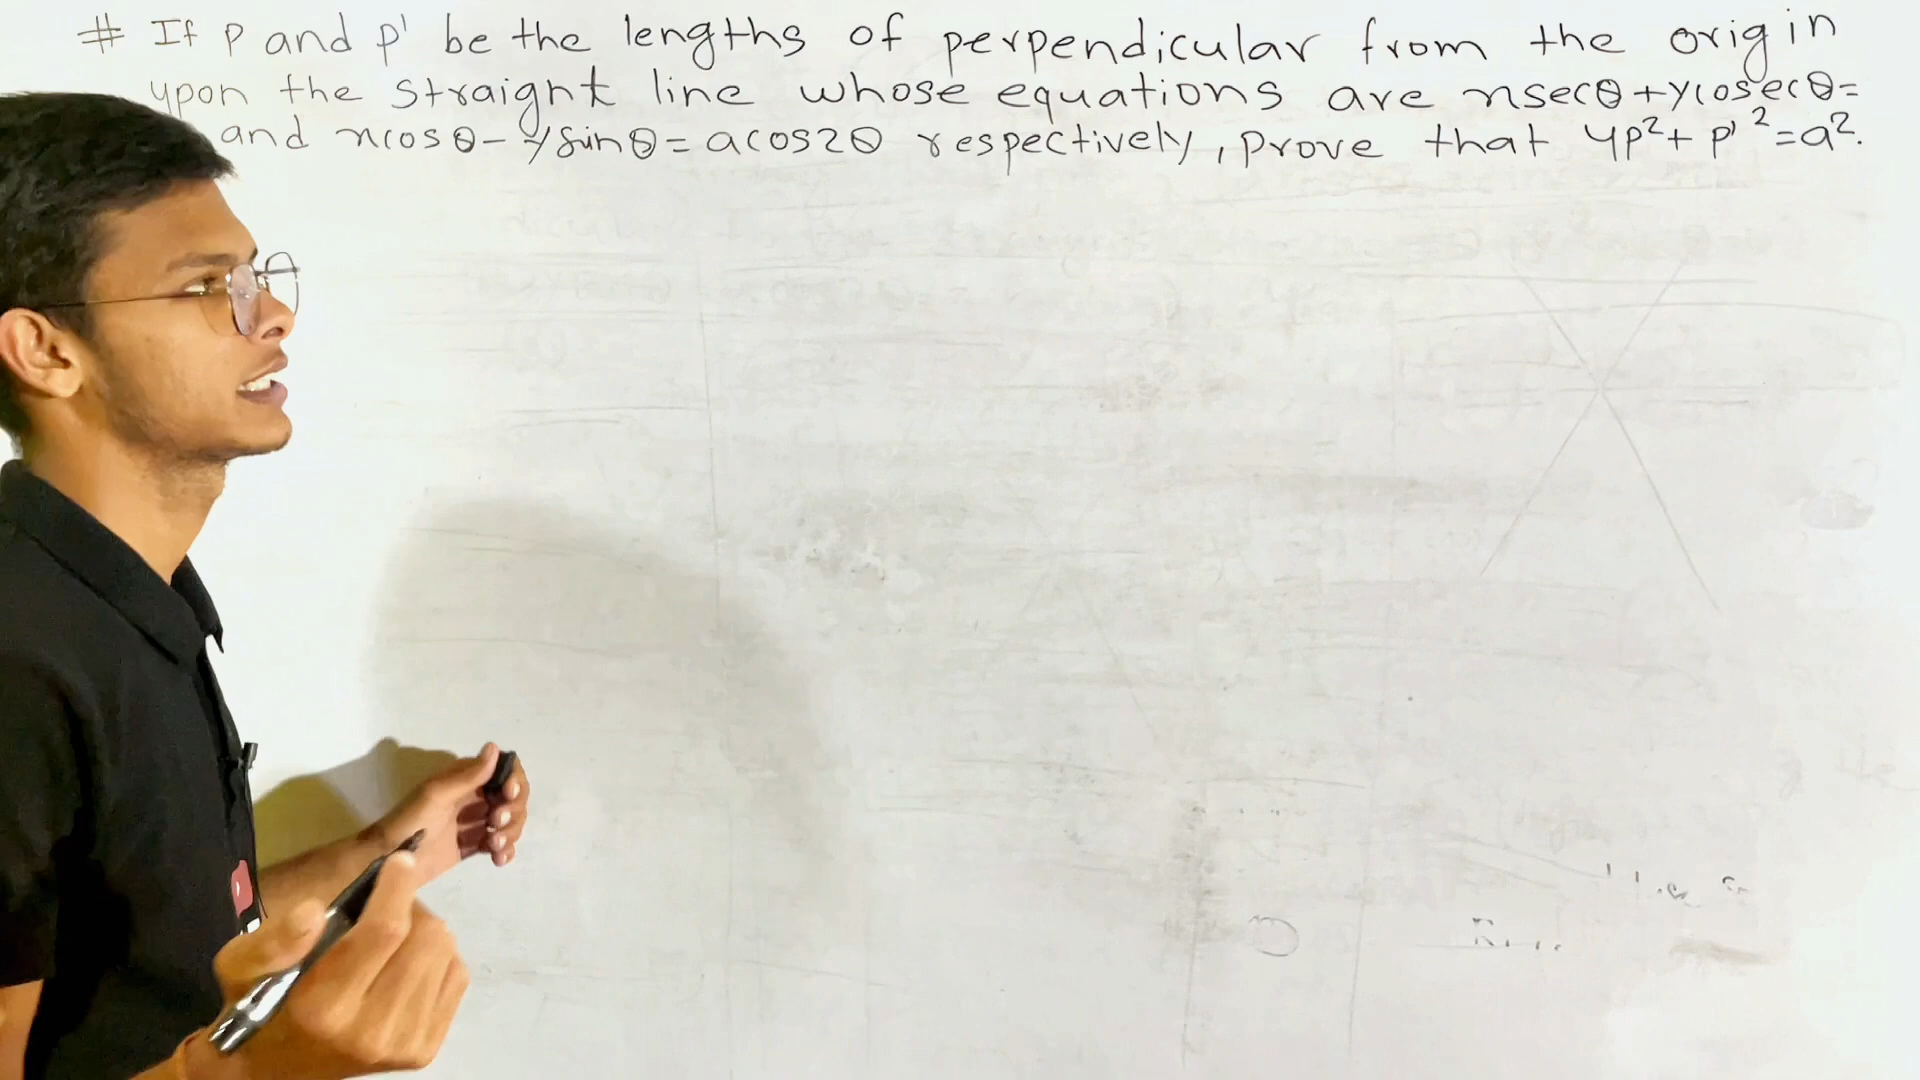 # If p and p' be the lengths of perpendicular from the origin
upon the straight line whose equations are xsecθ+ycosecθ=
and xcosθ-ysinθ=acos2θ respectively, prove that 4p²+p'²=a².